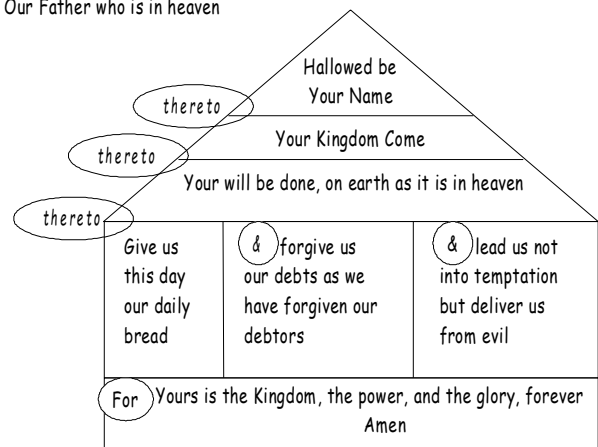 Our Father who is in heaven
Hallowed be
Your Name
thereto
Your Kingdom Come
thereto
Your will be done, on earth as it is in heaven
thereto
Give us
this day
our daily
bread
& forgive us
our debts as we
have forgiven our
debtors
& lead us not
into temptation
but deliver us
from evil
For Yours is the Kingdom, the power, and the glory, forever
Amen